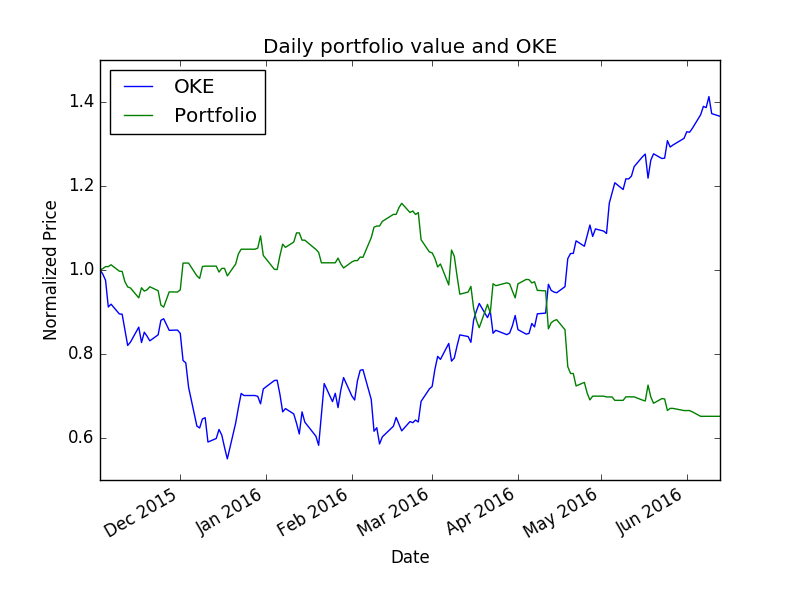 Daily portfolio value and OKE
OKE
Portfolio
Normalized Price
1.4
1.2
1.0
0.8
0.6
Dec 2015
Jan 2016
Feb 2016
Mar 2016
Apr 2016
May 2016
Jun 2016
Date